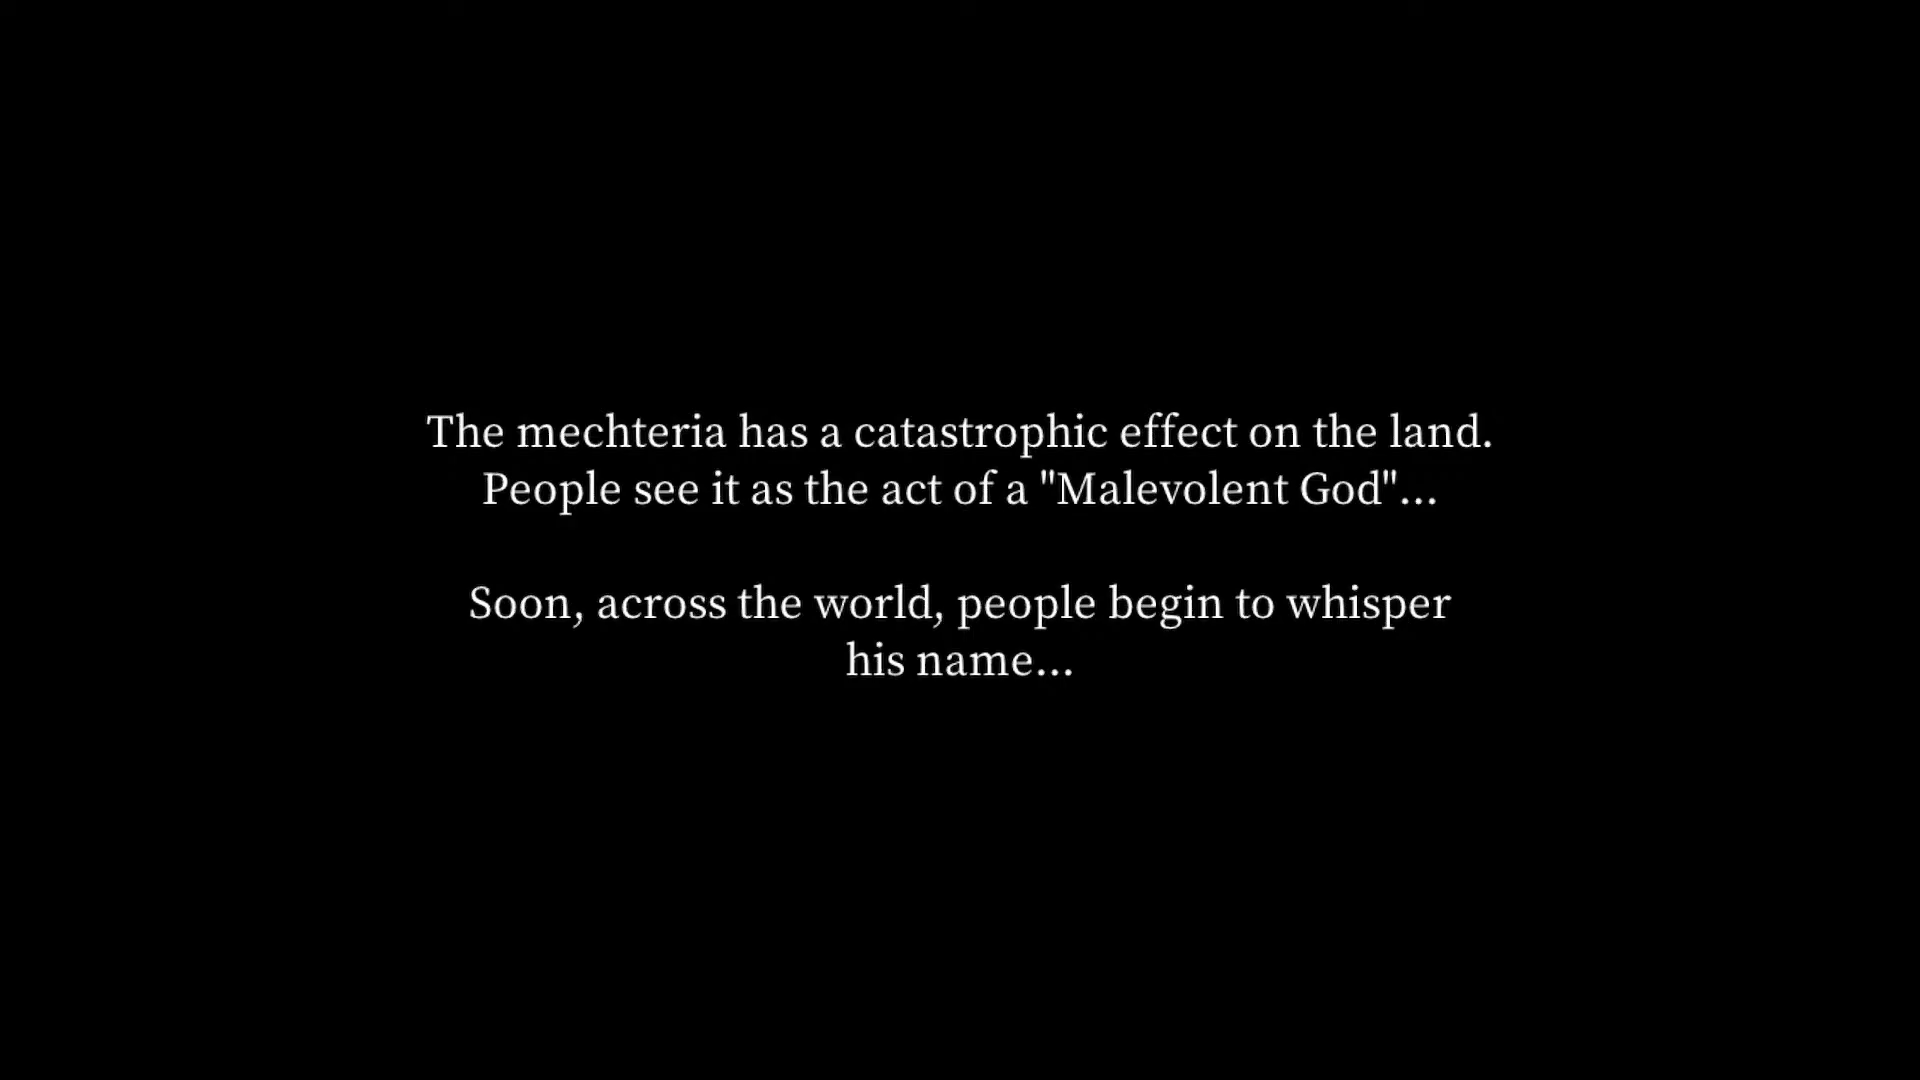 The mechteria has a catastrophic effect on the land.
People see it as the act of a "Malevolent God"...
Soon, across the world, people begin to whisper
his name...